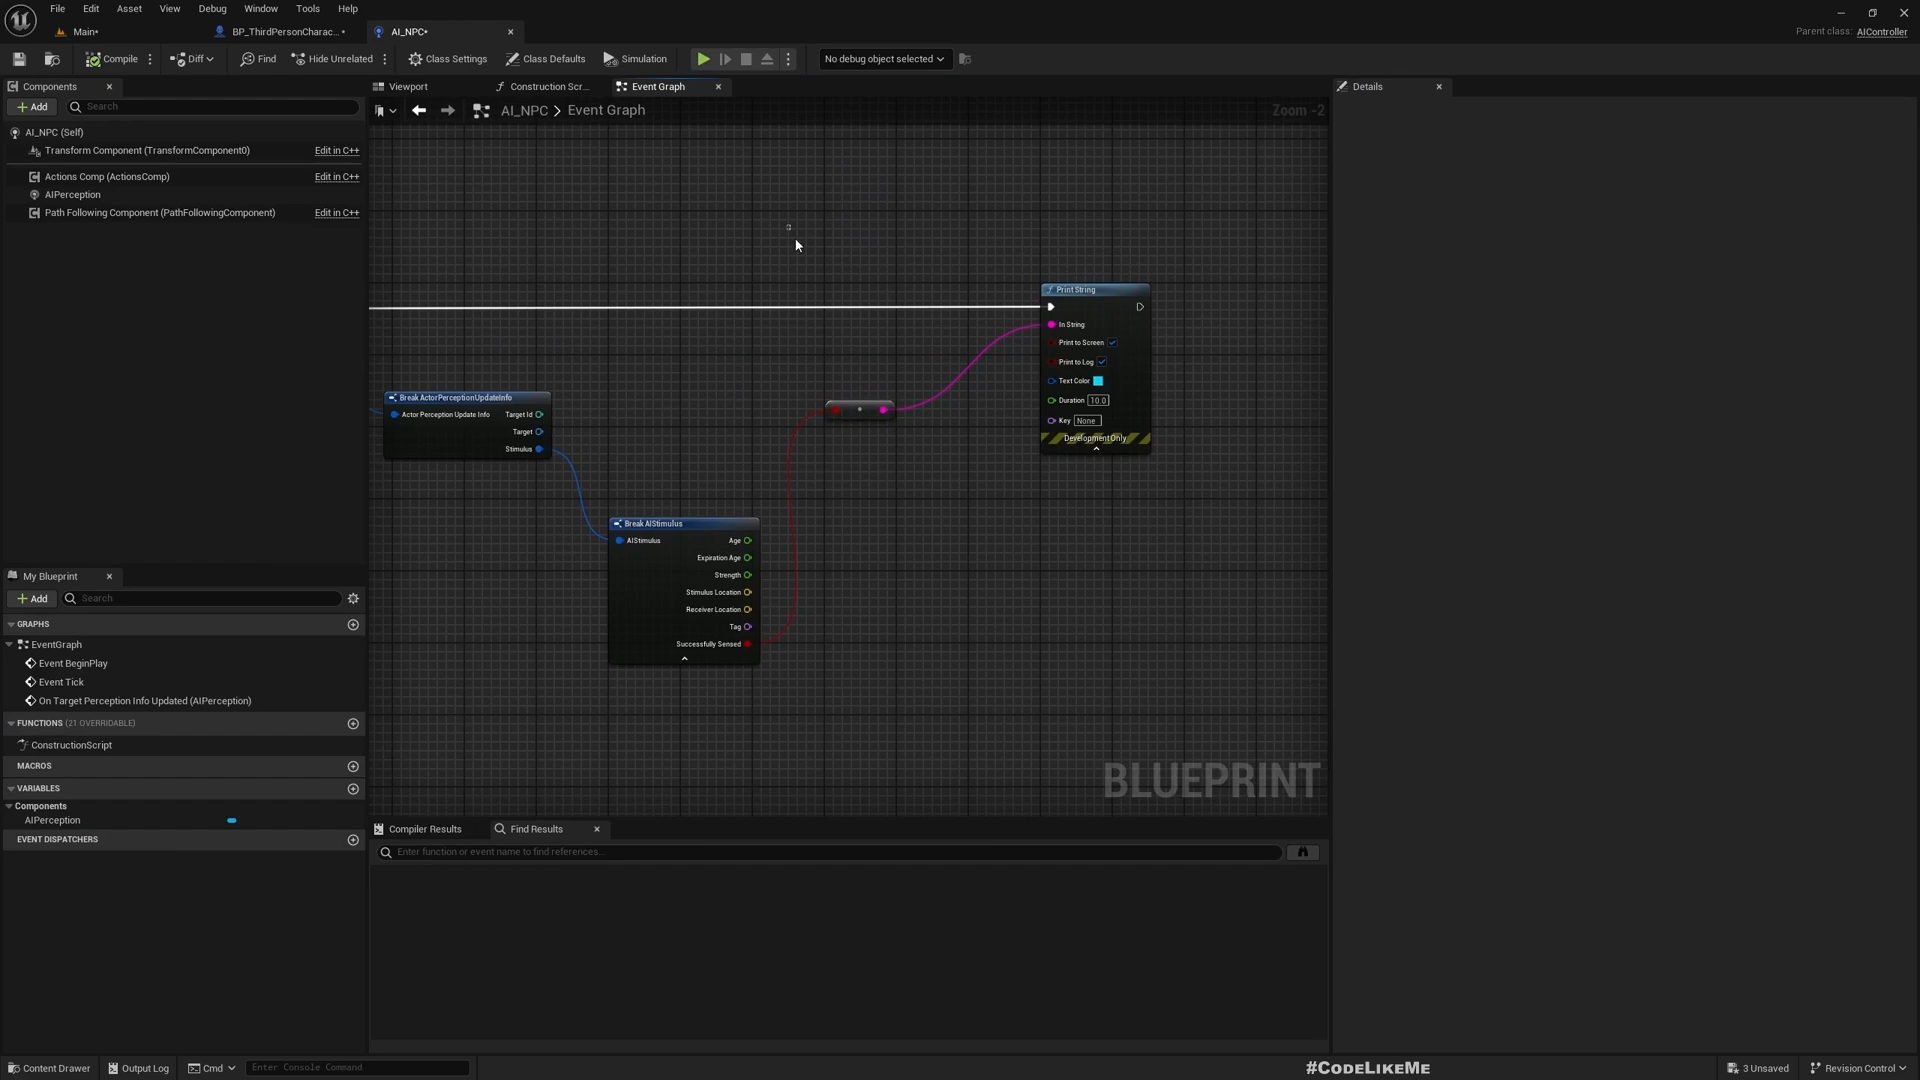 File Edit Asset View Debug Window Tools Help
Main* BP_ThirdPersonCharac...* AI_NPC* Parent class: AIController
Compile Diff Find Hide Unrelated Class Settings Class Defaults Simulation No debug object selected
Components Viewport Construction Scr... Event Graph Details
Add Search AI_NPC > Event Graph Zoom -2
AI_NPC (Self)
Transform Component (TransformComponent0) Edit in C++
Actions Comp (ActionsComp) Edit in C++
AIPerception
Path Following Component (PathFollowingComponent) Edit in C++
Print String
In String
Print to Screen
Print to Log
Text Color
Duration 10.0
Key None
Development Only
Break ActorPerceptionUpdateInfo
Actor Perception Update Info Target Id
Target
Stimulus
Break AIStimulus
AIStimulus Age
Expiration Age
Strength
Stimulus Location
Receiver Location
Tag
Successfully Sensed
BLUEPRINT
My Blueprint
Add Search
GRAPHS
EventGraph
Event BeginPlay
Event Tick
On Target Perception Info Updated (AIPerception)
FUNCTIONS (21 OVERRIDABLE)
ConstructionScript
MACROS
VARIABLES
Components
AIPerception
EVENT DISPATCHERS
Compiler Results Find Results
Enter function or event name to find references...
Content Drawer Output Log Cmd Enter Console Command #CODELIKEME 3 Unsaved Revision Control